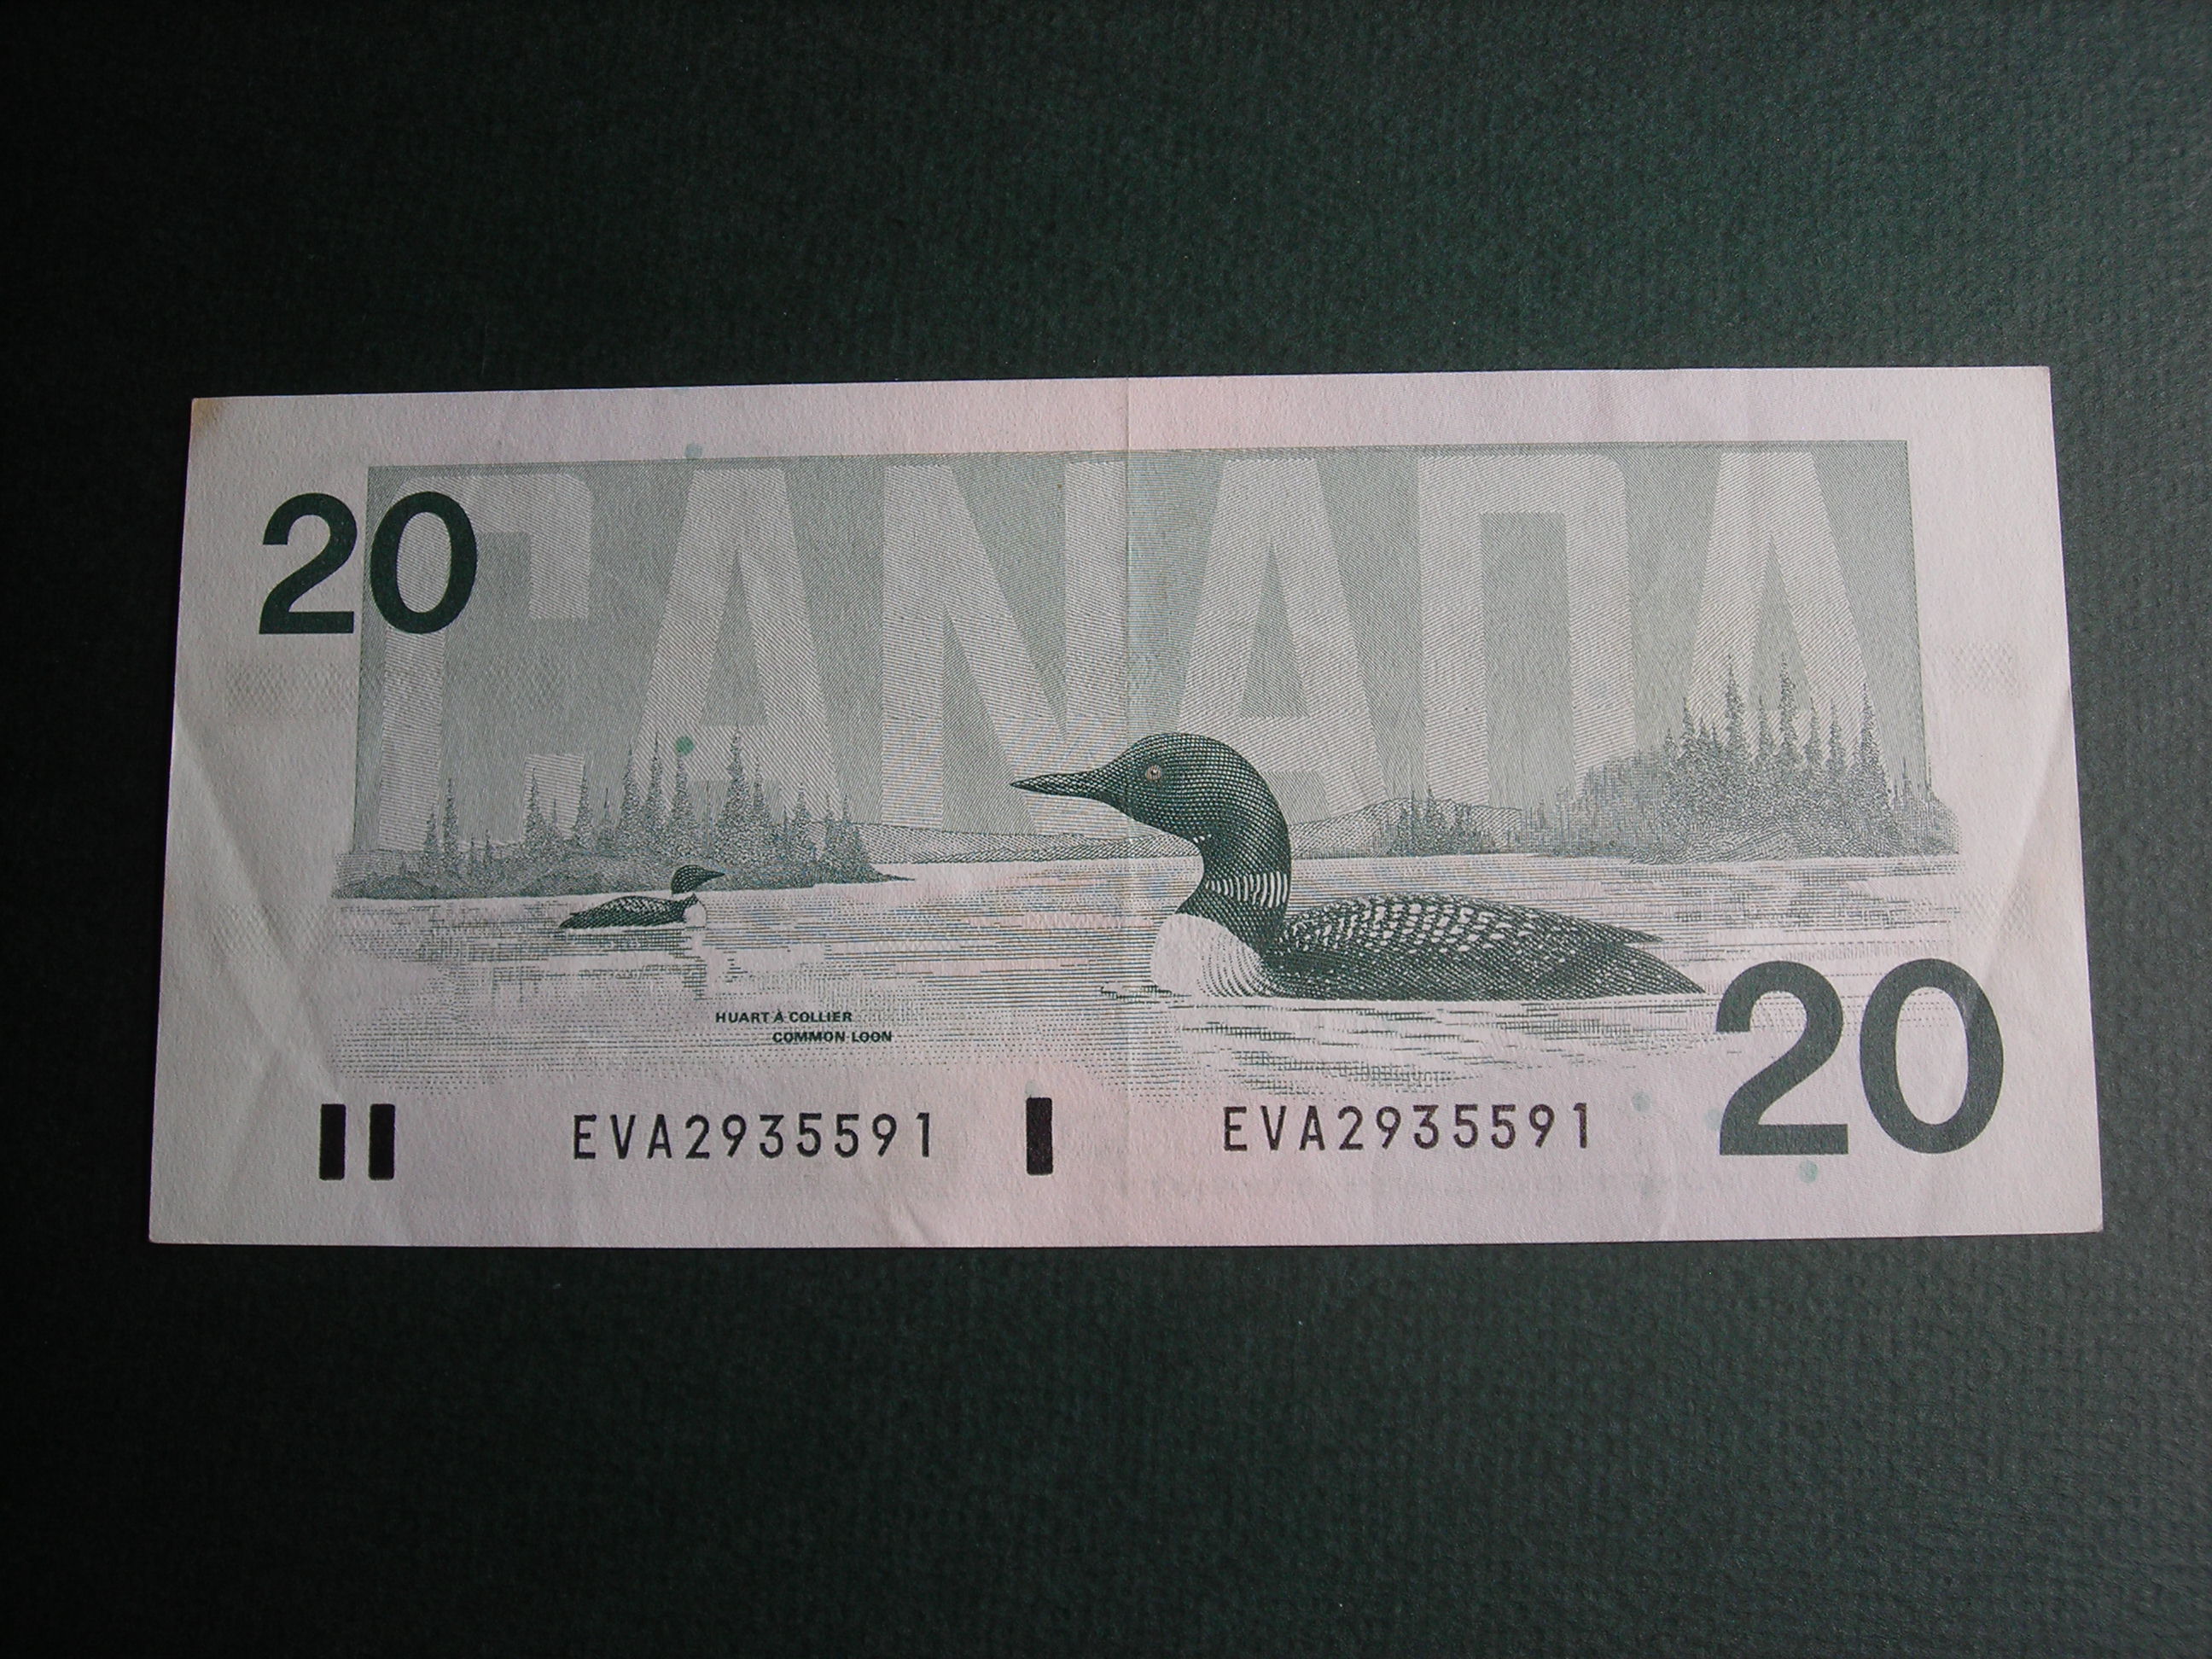 20
CANADA
HUART À COLLIER
COMMON LOON
EVA2935591
EVA2935591
20